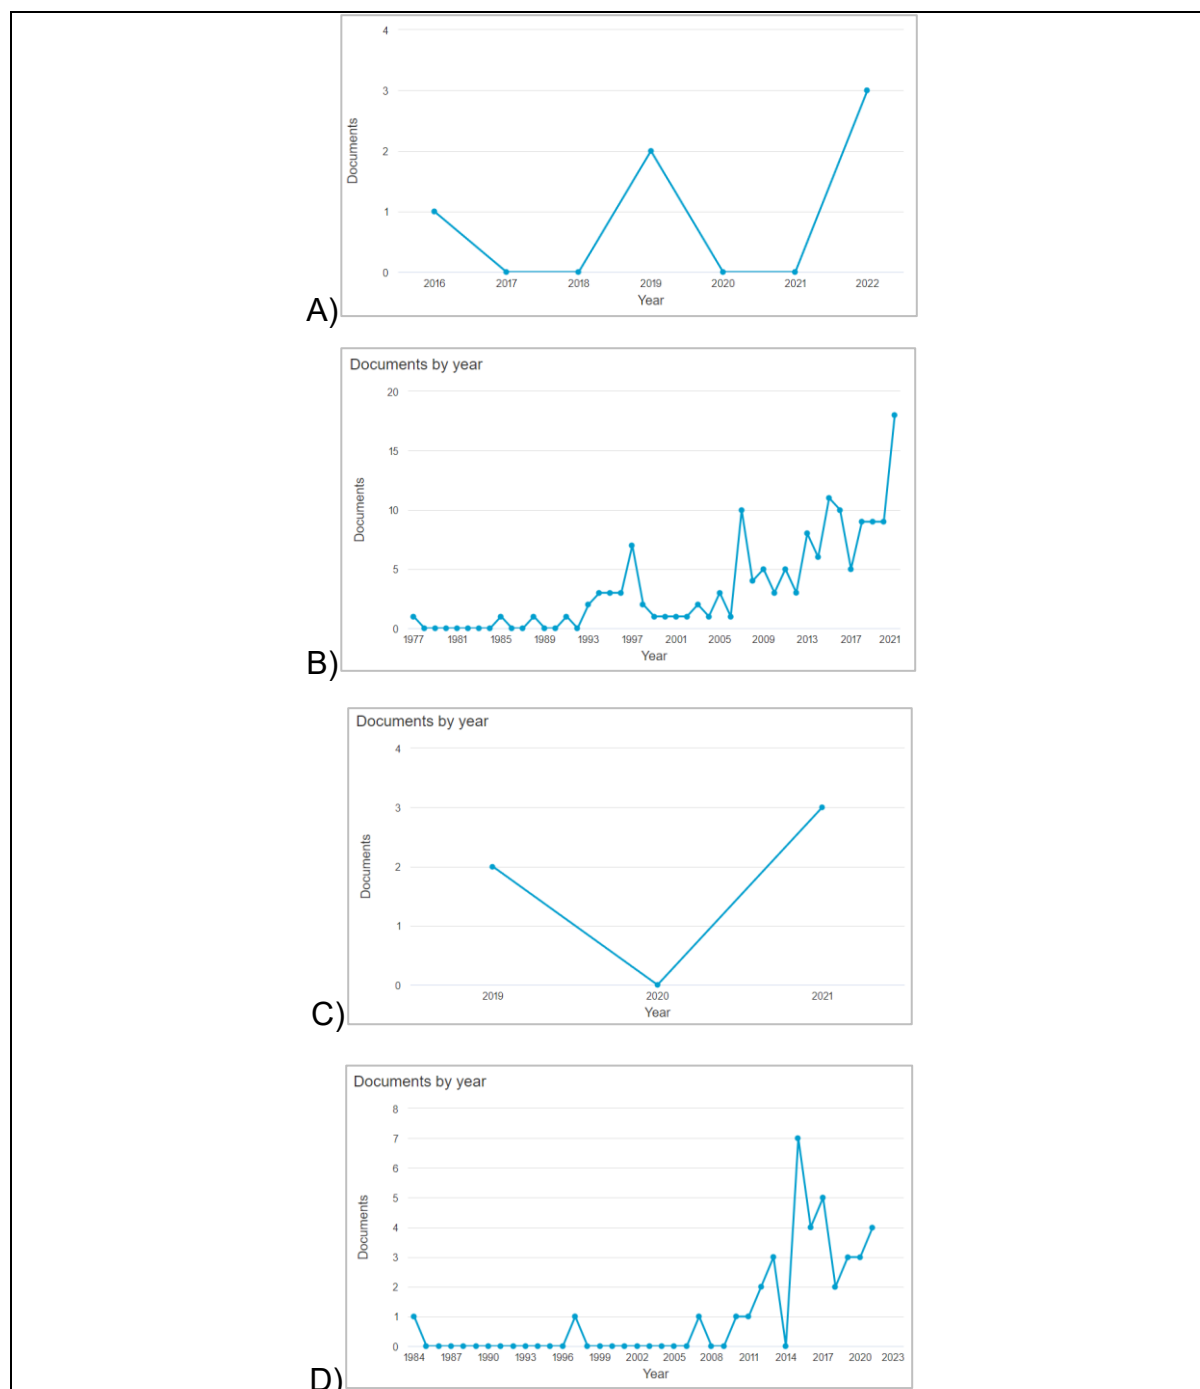 4
3
2
1
0
Documents
2016 2017 2018 2019 2020 2021 2022
Year
A)
Documents by year
20
15
10
5
0
Documents
1977 1981 1985 1989 1993 1997 2001 2005 2009 2013 2017 2021
Year
B)
Documents by year
4
3
2
1
0
Documents
2019 2020 2021
Year
C)
Documents by year
8
7
6
5
4
3
2
1
0
Documents
1984 1987 1990 1993 1996 1999 2002 2005 2008 2011 2014 2017 2020 2023
Year
D)